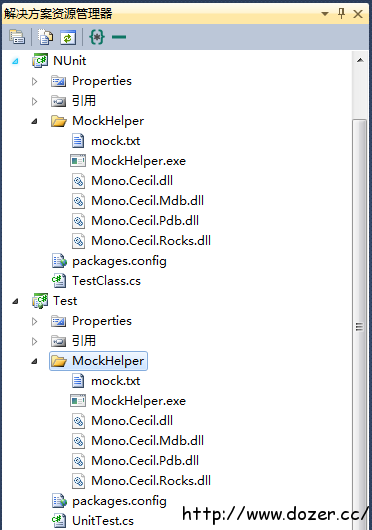 解决方案资源管理器
NUnit
Properties
引用
MockHelper
mock.txt
MockHelper.exe
Mono.Cecil.dll
Mono.Cecil.Mdb.dll
Mono.Cecil.Pdb.dll
Mono.Cecil.Rocks.dll
packages.config
TestClass.cs
Test
Properties
引用
MockHelper
mock.txt
MockHelper.exe
Mono.Cecil.dll
Mono.Cecil.Mdb.dll
Mono.Cecil.Pdb.dll
Mono.Cecil.Rocks.dll
packages.config
http://www.dozer.cc/
UnitTest.cs